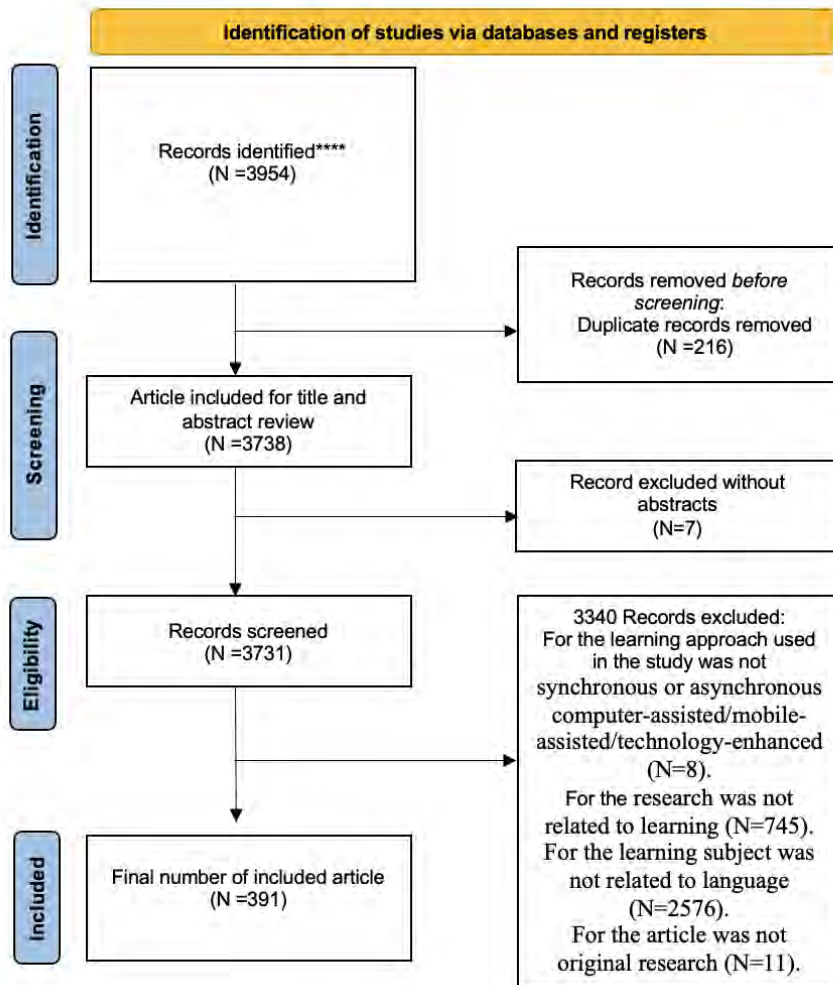 Identification of studies via databases and registers
Identification
Records identified****
(N =3954)
Records removed before
screening:
Duplicate records removed
(N =216)
Screening
Article included for title and
abstract review
(N =3738)
Record excluded without
abstracts
(N=7)
Eligibility
Records screened
(N =3731)
3340 Records excluded:
For the learning approach used
in the study was not
synchronous or asynchronous
computer-assisted/mobile-
assisted/technology-enhanced
(N=8).
For the research was not
related to learning (N=745).
For the learning subject was
not related to language
(N=2576).
For the article was not
original research (N=11).
Included
Final number of included article
(N =391)